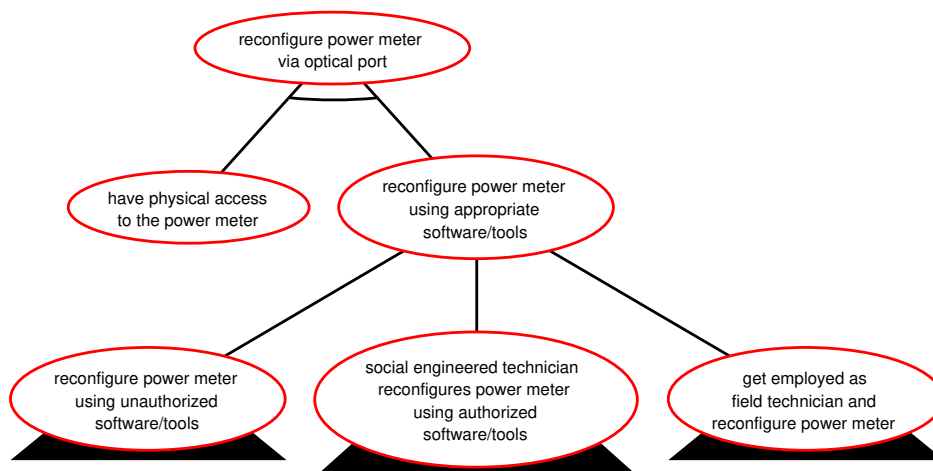 reconfigure power meter
via optical port
have physical access
to the power meter
reconfigure power meter
using appropriate
software/tools
reconfigure power meter
using unauthorized
software/tools
social engineered technician
reconfigures power meter
using authorized
software/tools
get employed as
field technician and
reconfigure power meter